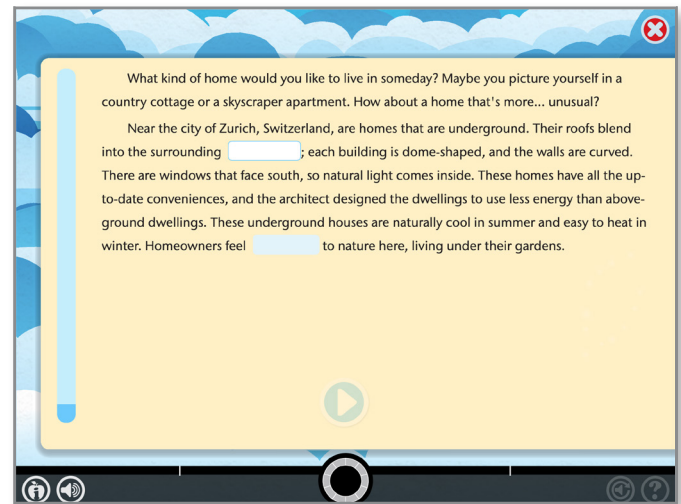 What kind of home would you like to live in someday? Maybe you picture yourself in a
country cottage or a skyscraper apartment. How about a home that's more... unusual?
Near the city of Zurich, Switzerland, are homes that are underground. Their roofs blend
into the surrounding ; each building is dome-shaped, and the walls are curved.
There are windows that face south, so natural light comes inside. These homes have all the up-
to-date conveniences, and the architect designed the dwellings to use less energy than above-
ground dwellings. These underground houses are naturally cool in summer and easy to heat in
winter. Homeowners feel to nature here, living under their gardens.